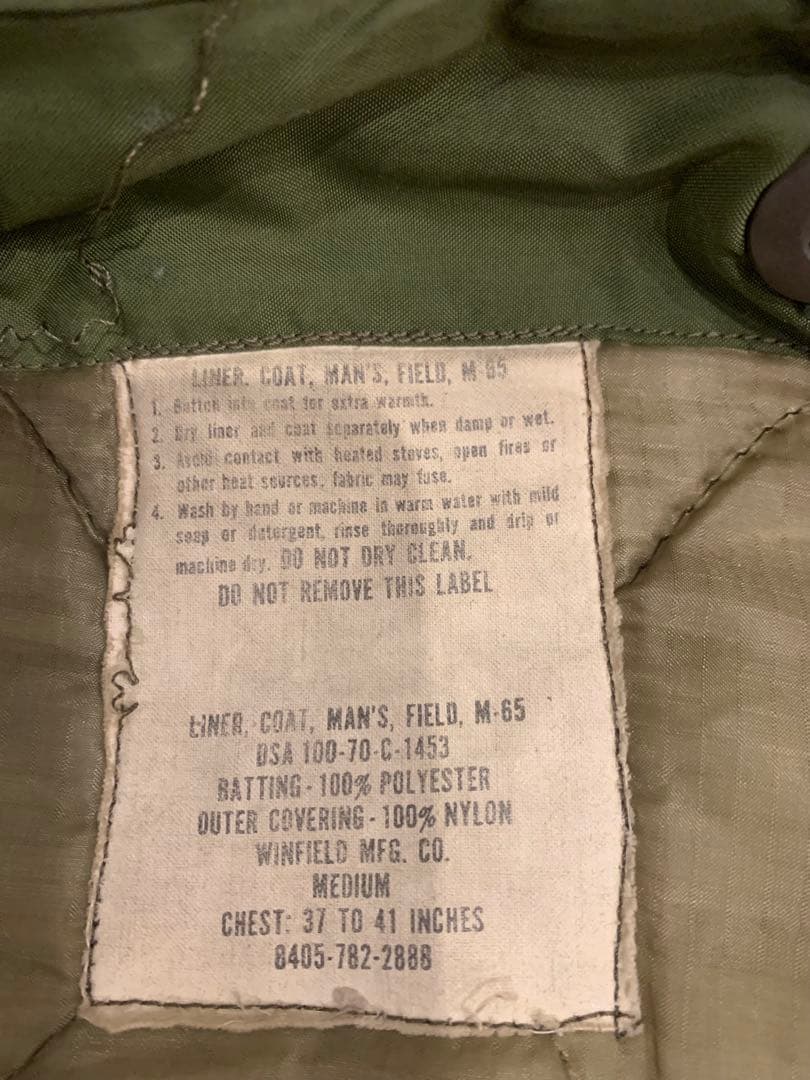 LINER, COAT, MAN'S, FIELD, M-65
1. Button into coat for extra warmth.
2. Dry liner and coat separately when damp or wet.
3. Avoid contact with heated stoves, open fires or
other heat sources; fabric may fuse.
4. Wash by hand or machine in warm water with mild
soap or detergent, rinse thoroughly and drip or
machine dry. DO NOT DRY CLEAN.
DO NOT REMOVE THIS LABEL
LINER, COAT, MAN'S, FIELD, M-65
DSA 100-70-C-1453
BATTING - 100% POLYESTER
OUTER COVERING - 100% NYLON
WINFIELD MFG. CO.
MEDIUM
CHEST: 37 TO 41 INCHES
8405-782-2888